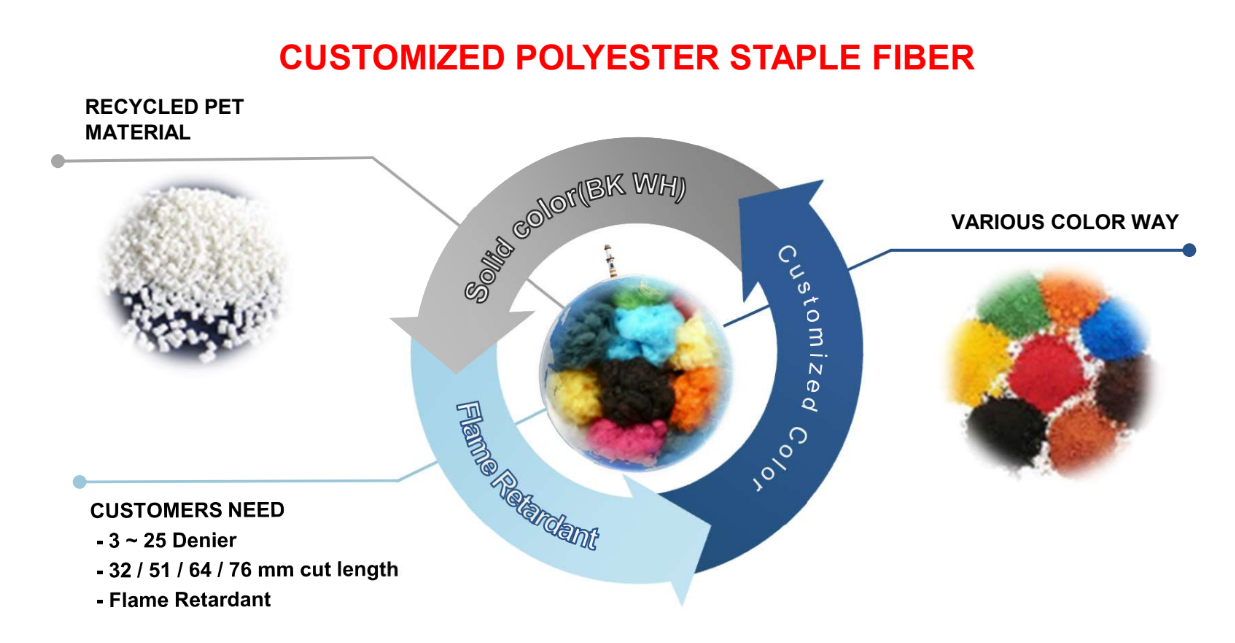 CUSTOMIZED POLYESTER STAPLE FIBER
RECYCLED PET
MATERIAL
Solid color(BK WH)
VARIOUS COLOR WAY
Customized Color
Flame Retardant
CUSTOMERS NEED
- 3 ~ 25 Denier
- 32 / 51 / 64 / 76 mm cut length
- Flame Retardant